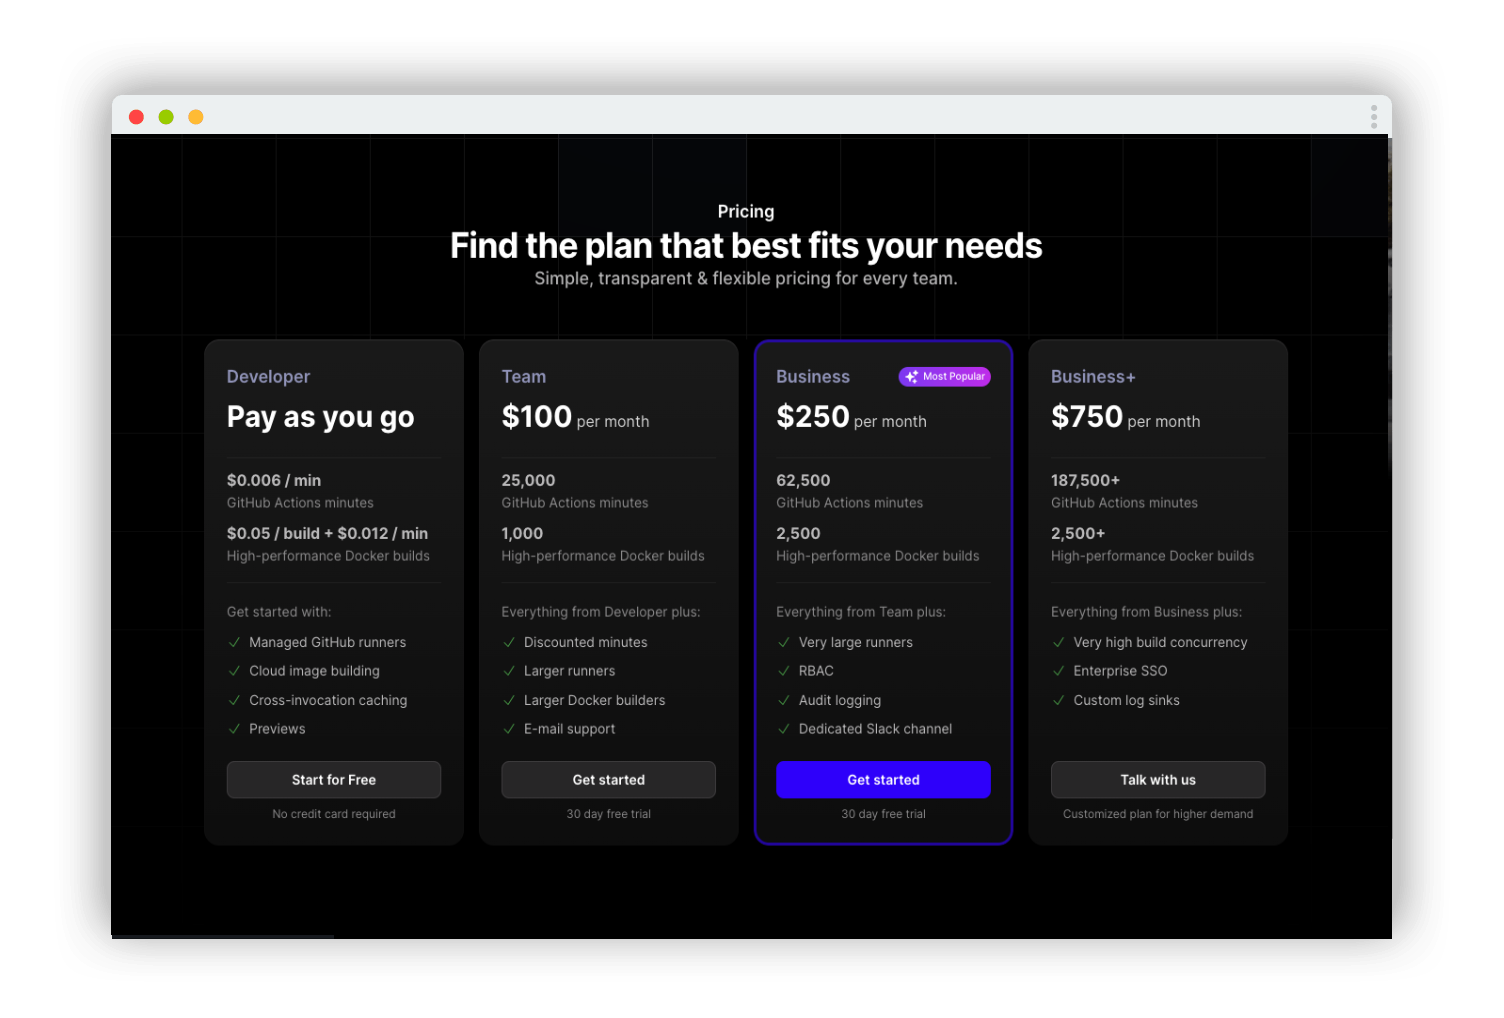 Pricing
Find the plan that best fits your needs
Simple, transparent & flexible pricing for every team.
Developer
Pay as you go
$0.006 / min
GitHub Actions minutes
$0.05 / build + $0.012 / min
High-performance Docker builds
Get started with:
Managed GitHub runners
Cloud image building
Cross-invocation caching
Previews
Start for Free
No credit card required
Team
$100 per month
25,000
GitHub Actions minutes
1,000
High-performance Docker builds
Everything from Developer plus:
Discounted minutes
Larger runners
Larger Docker builders
E-mail support
Get started
30 day free trial
Business
Most Popular
$250 per month
62,500
GitHub Actions minutes
2,500
High-performance Docker builds
Everything from Team plus:
Very large runners
RBAC
Audit logging
Dedicated Slack channel
Get started
30 day free trial
Business+
$750 per month
187,500+
GitHub Actions minutes
2,500+
High-performance Docker builds
Everything from Business plus:
Very high build concurrency
Enterprise SSO
Custom log sinks
Talk with us
Customized plan for higher demand